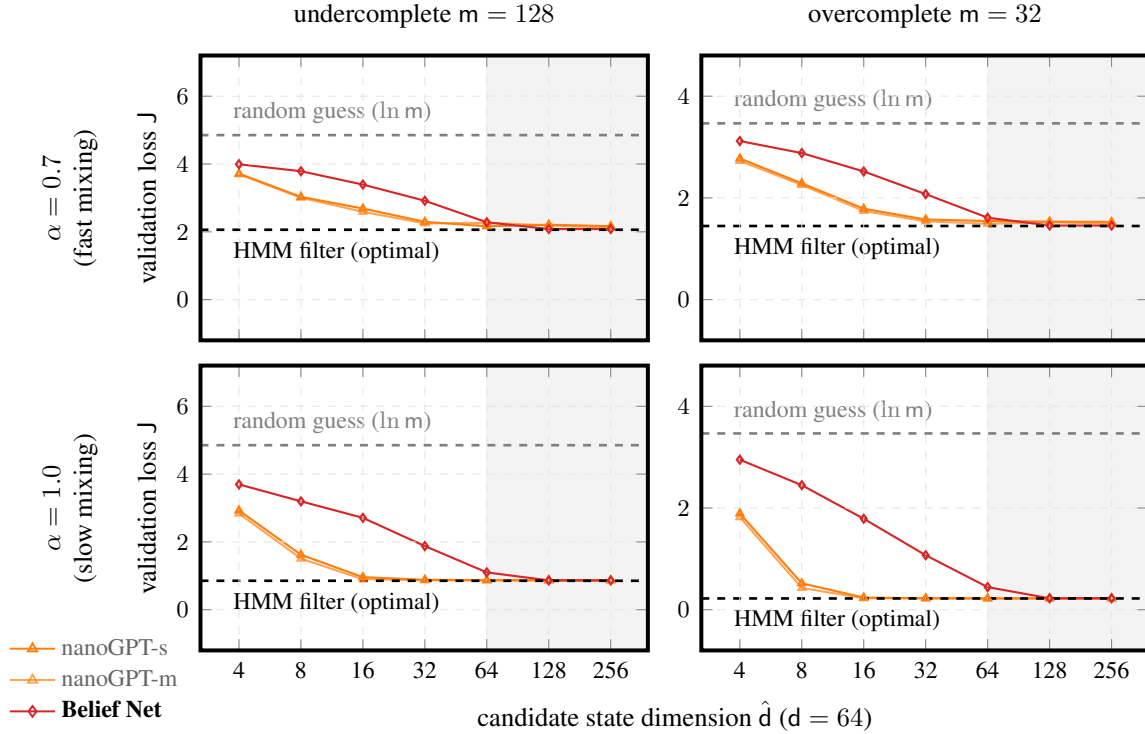 undercomplete m = 128
overcomplete m = 32
α = 0.7
(fast mixing)
validation loss J
6
4
2
0
random guess (ln m)
HMM filter (optimal)
4
2
0
random guess (ln m)
HMM filter (optimal)
α = 1.0
(slow mixing)
validation loss J
6
4
2
0
random guess (ln m)
HMM filter (optimal)
4
2
0
random guess (ln m)
HMM filter (optimal)
4 8 16 32 64 128 256
4 8 16 32 64 128 256
nanoGPT-s
nanoGPT-m
Belief Net
candidate state dimension d̂ (d = 64)